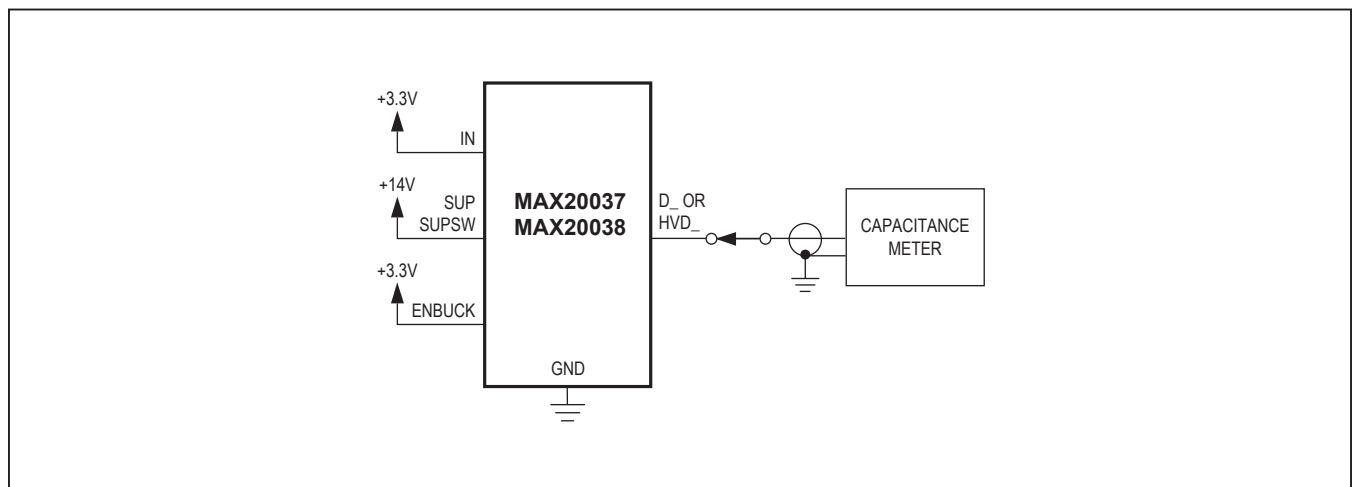 +3.3V
IN
+14V
SUP
SUPSW
+3.3V
ENBUCK
MAX20037
MAX20038
GND
D_ OR
HVD_
CAPACITANCE
METER